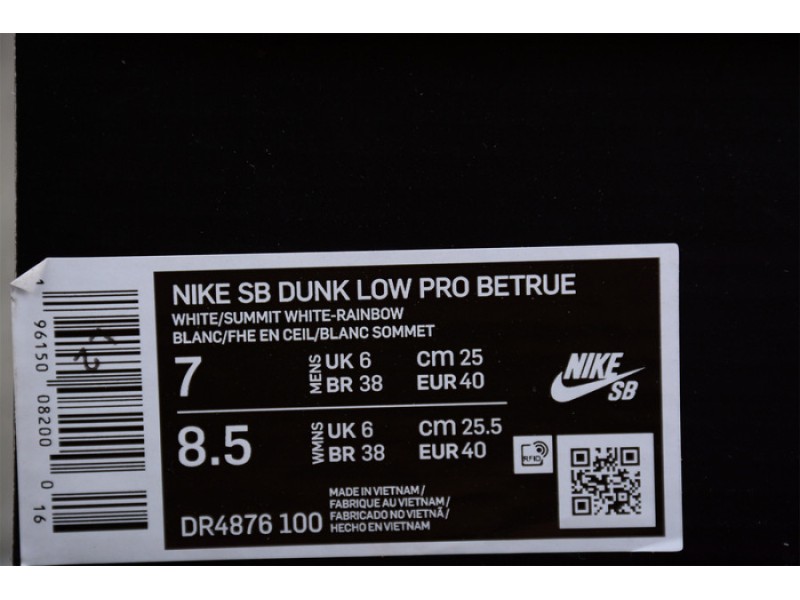 NIKE SB DUNK LOW PRO BETRUE
WHITE/SUMMIT WHITE-RAINBOW
BLANC/FHE EN CEIL/BLANC SOMMET
7 MENS UK 6 CM 25
BR 38 EUR 40
8.5 WMNS UK 6 CM 25.5
BR 38 EUR 40
NIKE
SB
RFID
DR4876 100
MADE IN VIETNAM/
FABRIQUE AU VIETNAM/
FABRICADO NO VIETNÃ/
HECHO EN VIETNAM
1 96150 08200 0 16